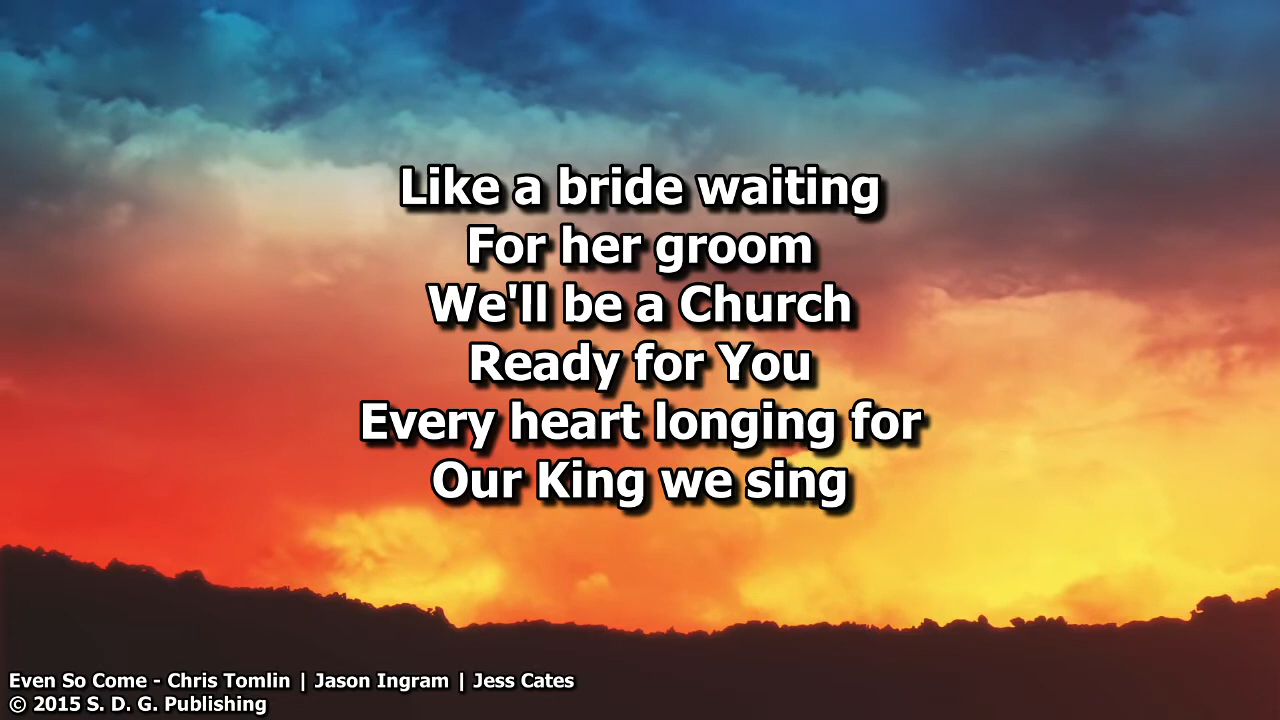 Like a bride waiting
For her groom
We'll be a Church
Ready for You
Every heart longing for
Our King we sing
Even So Come - Chris Tomlin | Jason Ingram | Jess Cates
© 2015 S. D. G. Publishing